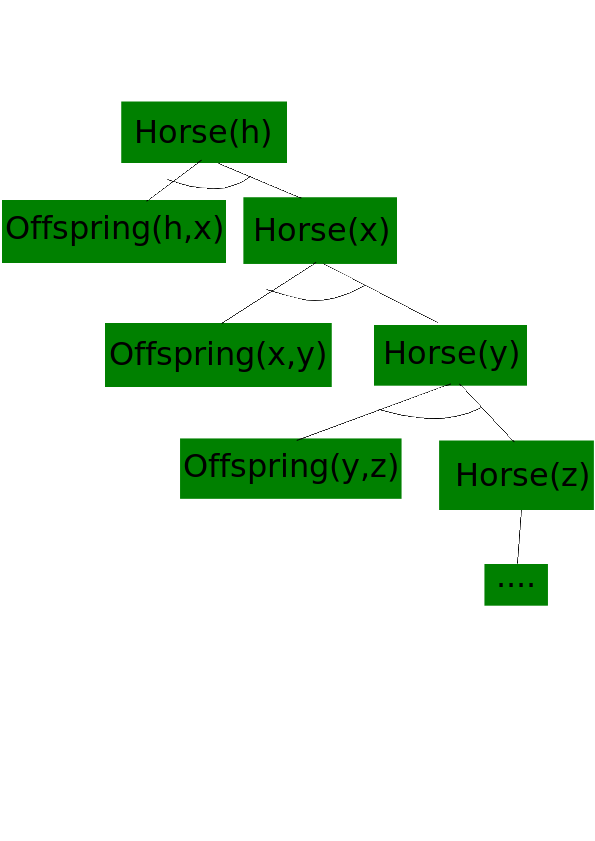 Horse(h)
Offspring(h,x)
Horse(x)
Offspring(x,y)
Horse(y)
Offspring(y,z)
Horse(z)
....